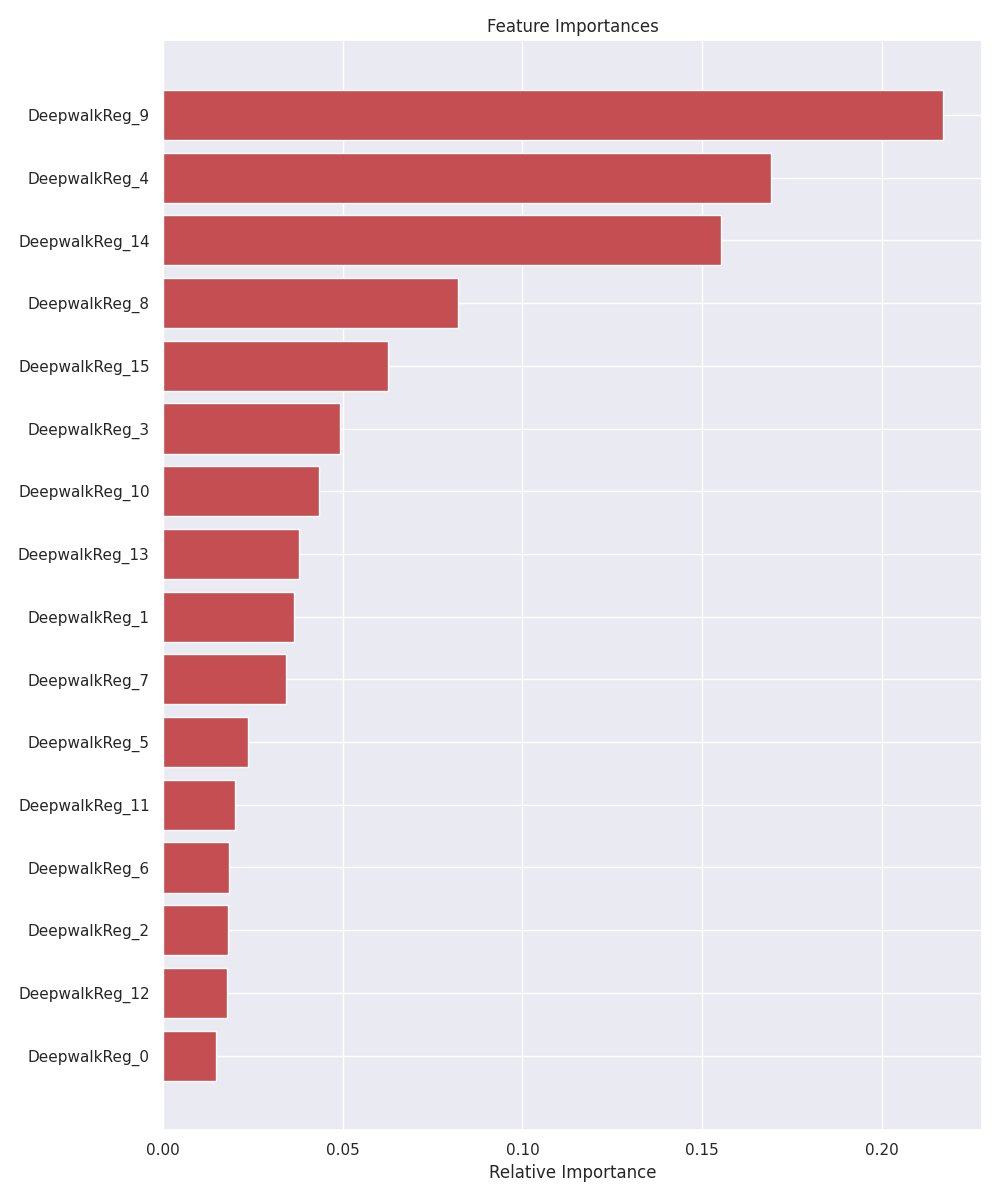 Feature Importances
DeepwalkReg_9
DeepwalkReg_4
DeepwalkReg_14
DeepwalkReg_8
DeepwalkReg_15
DeepwalkReg_3
DeepwalkReg_10
DeepwalkReg_13
DeepwalkReg_1
DeepwalkReg_7
DeepwalkReg_5
DeepwalkReg_11
DeepwalkReg_6
DeepwalkReg_2
DeepwalkReg_12
DeepwalkReg_0
0.00 0.05 0.10 0.15 0.20
Relative Importance